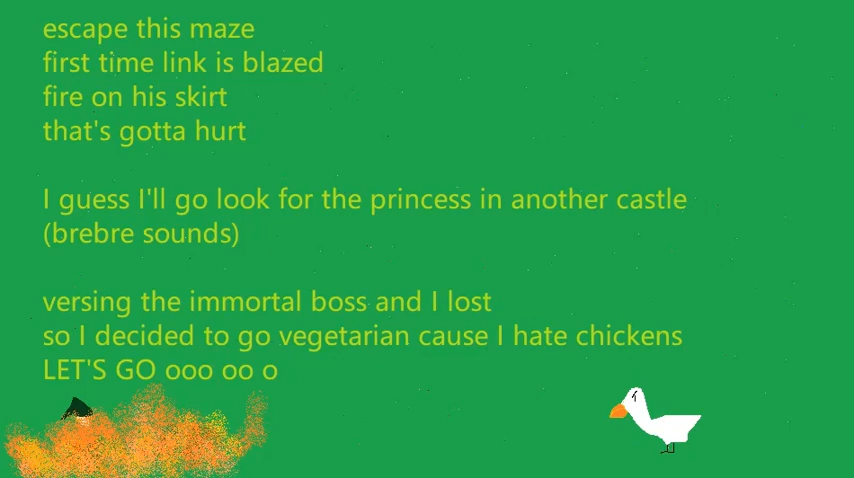 escape this maze
first time link is blazed
fire on his skirt
that's gotta hurt
I guess I'll go look for the princess in another castle
(brebre sounds)
versing the immortal boss and I lost
so I decided to go vegetarian cause I hate chickens
LET'S GO ooo oo o